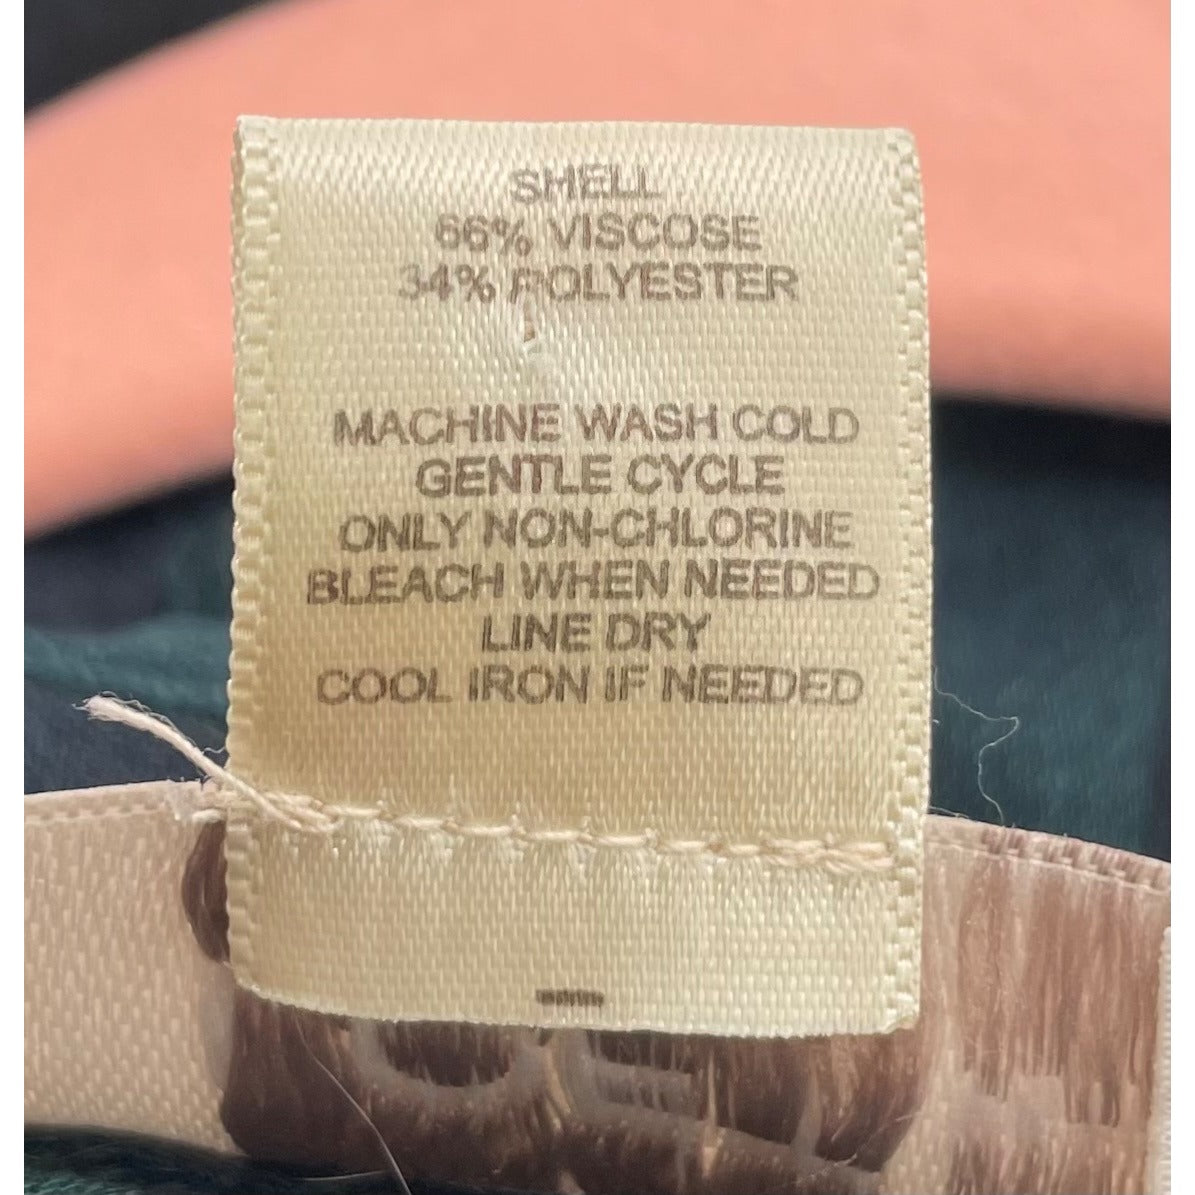 SHELL
66% VISCOSE
34% POLYESTER
MACHINE WASH COLD
GENTLE CYCLE
ONLY NON-CHLORINE
BLEACH WHEN NEEDED
LINE DRY
COOL IRON IF NEEDED